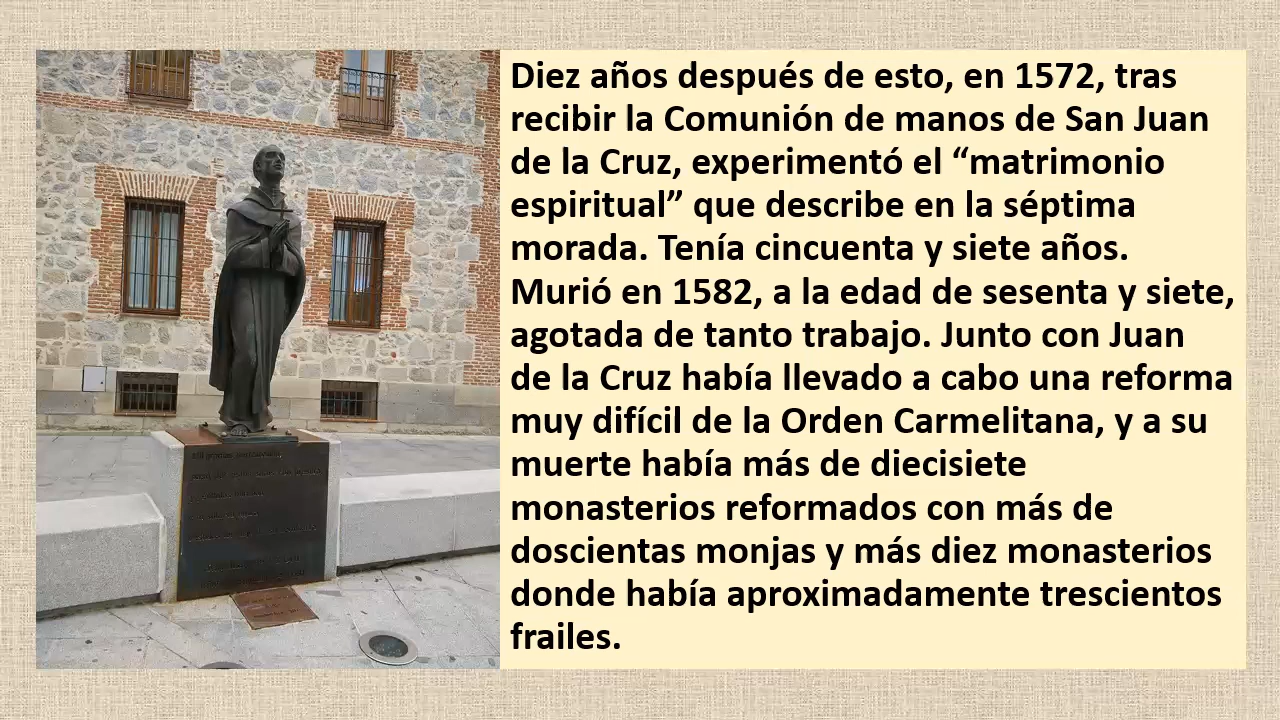 Diez años después de esto, en 1572, tras
recibir la Comunión de manos de San Juan
de la Cruz, experimentó el “matrimonio
espiritual” que describe en la séptima
morada. Tenía cincuenta y siete años.
Murió en 1582, a la edad de sesenta y siete,
agotada de tanto trabajo. Junto con Juan
de la Cruz había llevado a cabo una reforma
muy difícil de la Orden Carmelitana, y a su
muerte había más de diecisiete
monasterios reformados con más de
doscientas monjas y más diez monasterios
donde había aproximadamente trescientos
frailes.